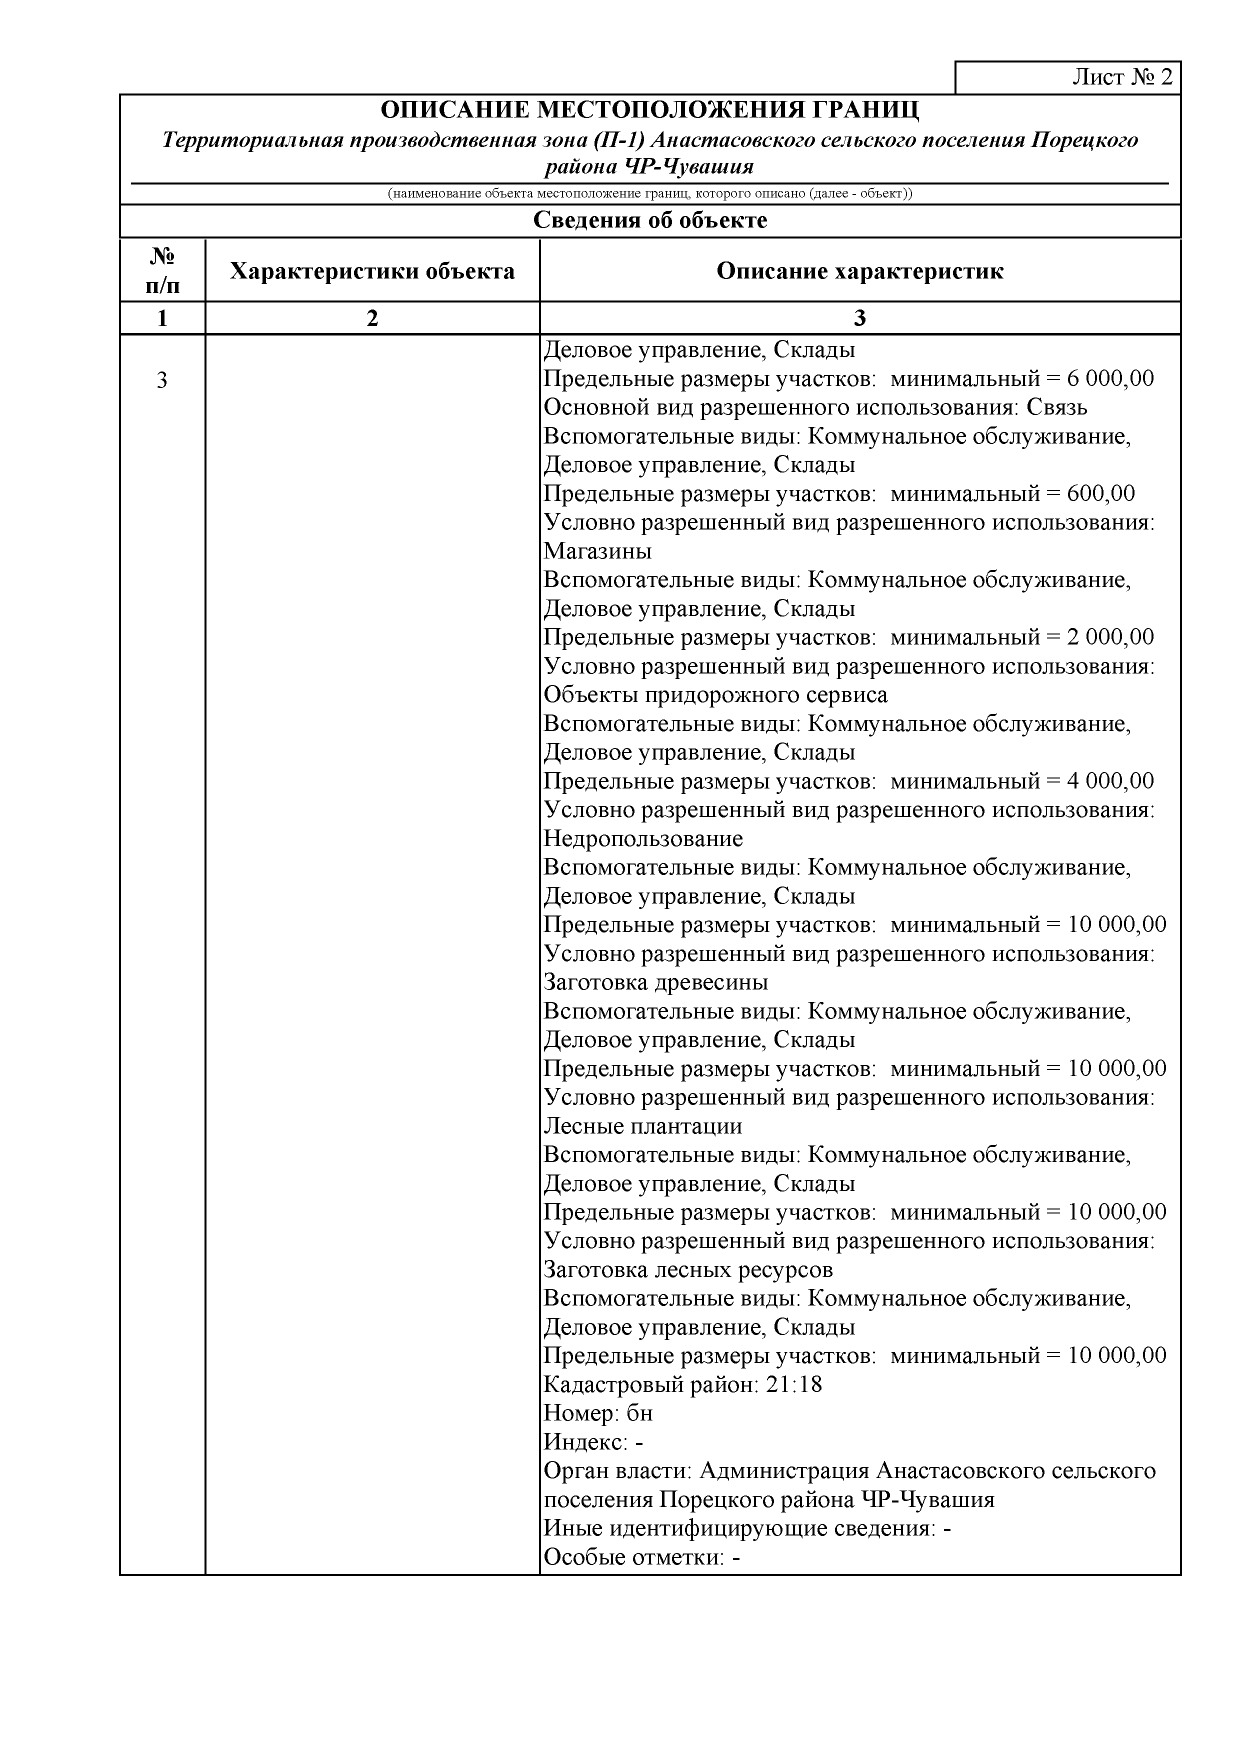 Лист № 2
ОПИСАНИЕ МЕСТОПОЛОЖЕНИЯ ГРАНИЦ
Территориальная производственная зона (П-1) Анастасовского сельского поселения Порецкого
района ЧР-Чувашия
(наименование объекта местоположение границ, которого описано (далее - объект))
Сведения об объекте
№
п/п
Характеристики объекта
Описание характеристик
1
2
3
3
Деловое управление, Склады
Предельные размеры участков:  минимальный = 6 000,00
Основной вид разрешенного использования: Связь
Вспомогательные виды: Коммунальное обслуживание,
Деловое управление, Склады
Предельные размеры участков:  минимальный = 600,00
Условно разрешенный вид разрешенного использования:
Магазины
Вспомогательные виды: Коммунальное обслуживание,
Деловое управление, Склады
Предельные размеры участков:  минимальный = 2 000,00
Условно разрешенный вид разрешенного использования:
Объекты придорожного сервиса
Вспомогательные виды: Коммунальное обслуживание,
Деловое управление, Склады
Предельные размеры участков:  минимальный = 4 000,00
Условно разрешенный вид разрешенного использования:
Недропользование
Вспомогательные виды: Коммунальное обслуживание,
Деловое управление, Склады
Предельные размеры участков:  минимальный = 10 000,00
Условно разрешенный вид разрешенного использования:
Заготовка древесины
Вспомогательные виды: Коммунальное обслуживание,
Деловое управление, Склады
Предельные размеры участков:  минимальный = 10 000,00
Условно разрешенный вид разрешенного использования:
Лесные плантации
Вспомогательные виды: Коммунальное обслуживание,
Деловое управление, Склады
Предельные размеры участков:  минимальный = 10 000,00
Условно разрешенный вид разрешенного использования:
Заготовка лесных ресурсов
Вспомогательные виды: Коммунальное обслуживание,
Деловое управление, Склады
Предельные размеры участков:  минимальный = 10 000,00
Кадастровый район: 21:18
Номер: бн
Индекс: -
Орган власти: Администрация Анастасовского сельского
поселения Порецкого района ЧР-Чувашия
Иные идентифицирующие сведения: -
Особые отметки: -